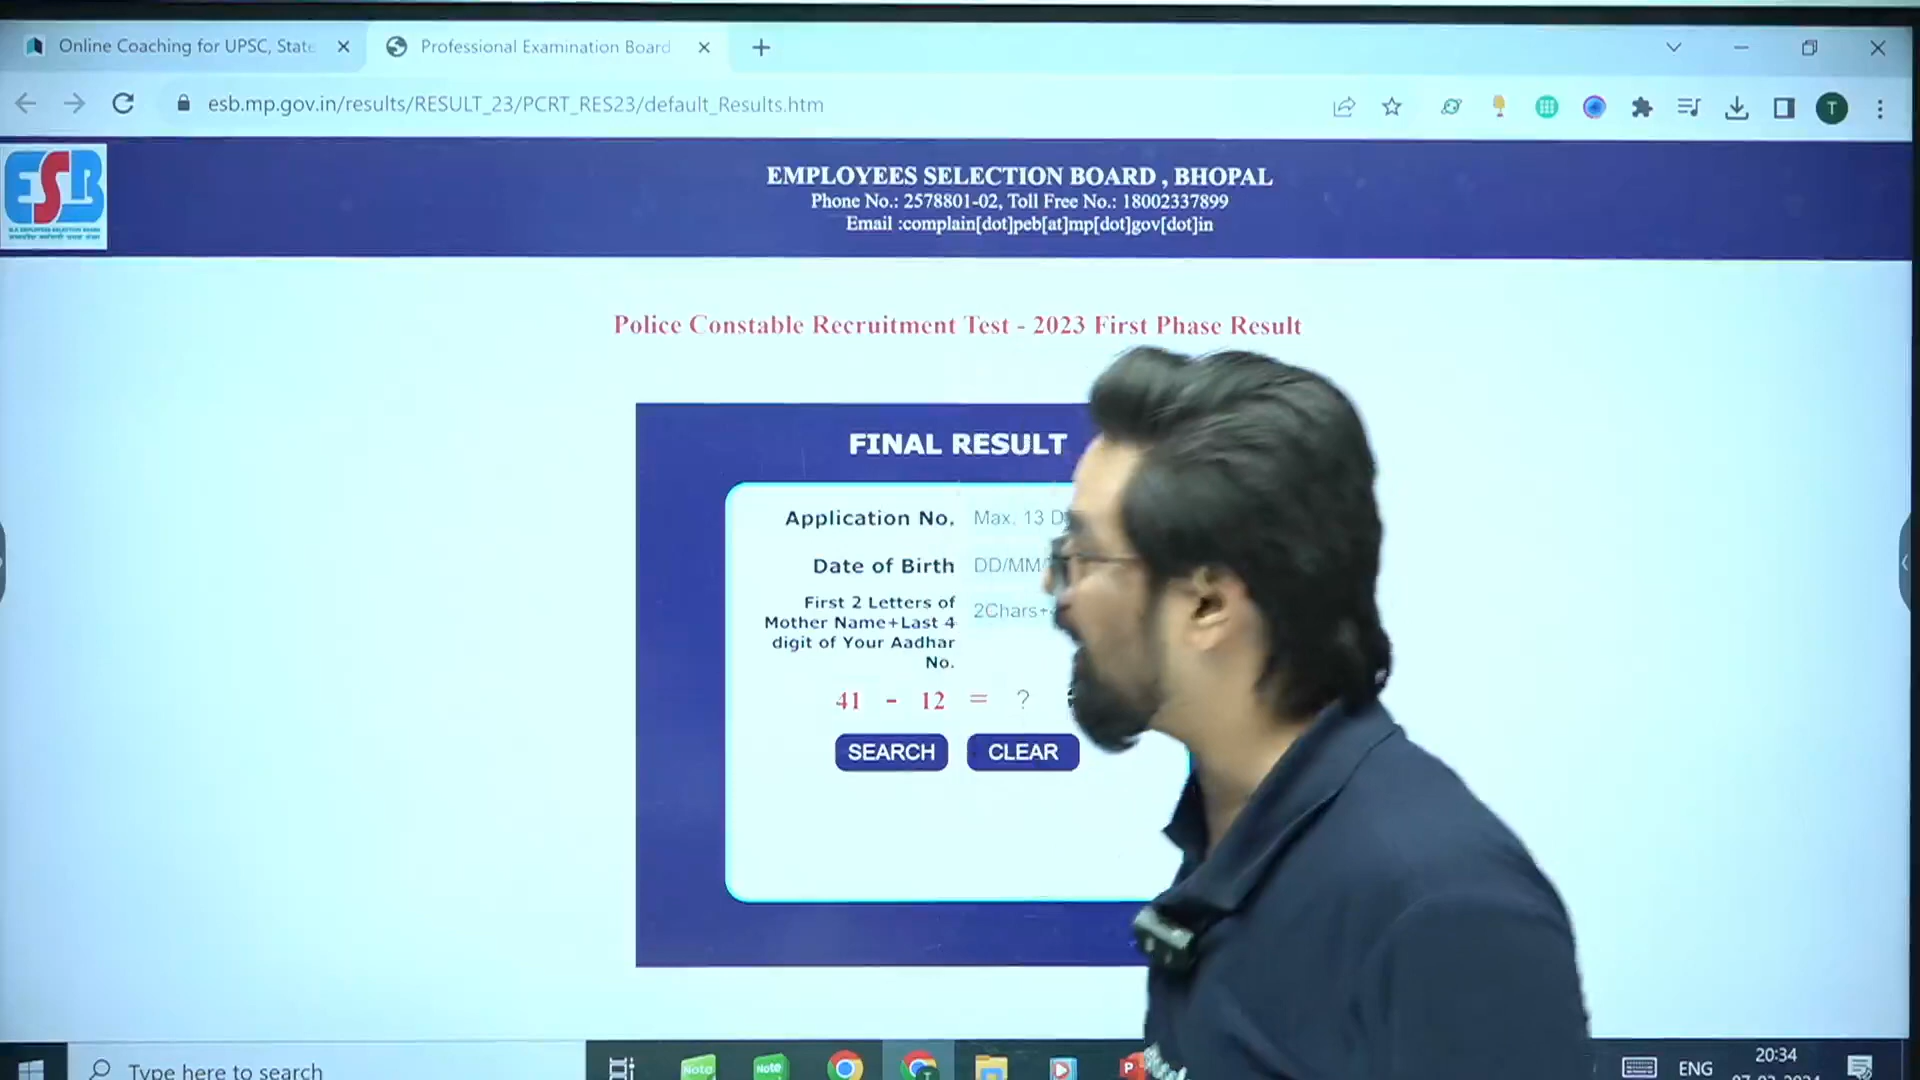 Online Coaching for UPSC, State
Professional Examination Board
esb.mp.gov.in/results/RESULT_23/PCRT_RES23/default_Results.htm
T
ESB
EMPLOYEES SELECTION BOARD , BHOPAL
Phone No.: 2578801-02, Toll Free No.: 18002337899
Email :complain[dot]peb[at]mp[dot]gov[dot]in
Police Constable Recruitment Test - 2023 First Phase Result
FINAL RESULT
Application No. Max. 13 D
Date of Birth DD/MM/
First 2 Letters of
Mother Name+Last 4
digit of Your Aadhar
No.
2Chars+
41 - 12 = ?
SEARCH CLEAR
Type here to search
Note
Note
ENG
20:34